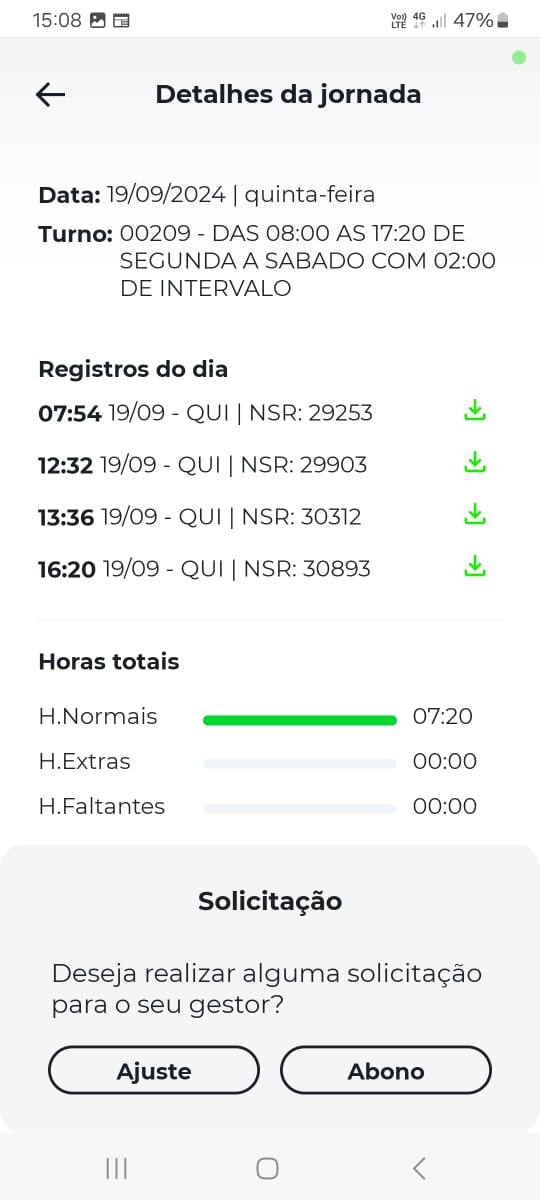 15:08 Vo)) LTE 4G 47%
Detalhes da jornada
Data: 19/09/2024 | quinta-feira
Turno: 00209 - DAS 08:00 AS 17:20 DE
SEGUNDA A SABADO COM 02:00
DE INTERVALO
Registros do dia
07:54 19/09 - QUI | NSR: 29253
12:32 19/09 - QUI | NSR: 29903
13:36 19/09 - QUI | NSR: 30312
16:20 19/09 - QUI | NSR: 30893
Horas totais
H.Normais 07:20
H.Extras 00:00
H.Faltantes 00:00
Solicitação
Deseja realizar alguma solicitação
para o seu gestor?
Ajuste Abono